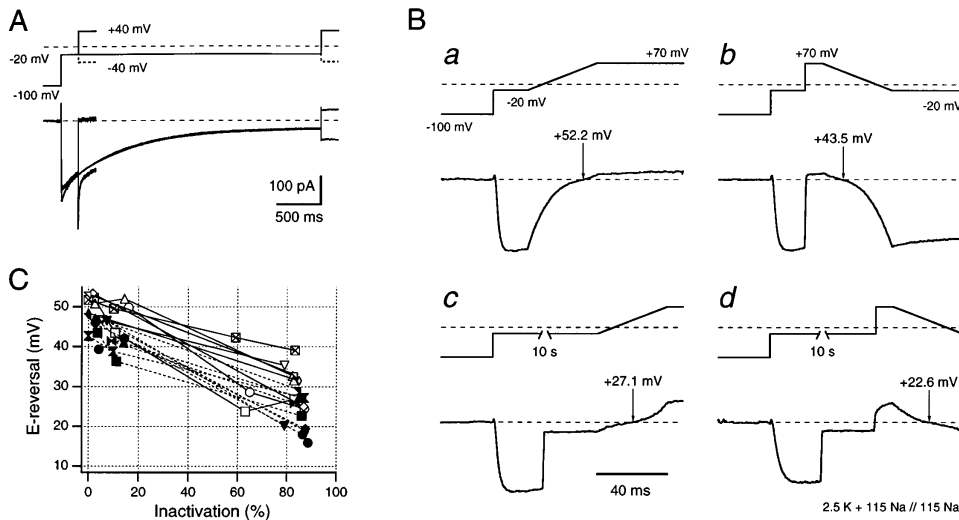 A
+40 mV
-20 mV
-40 mV
-100 mV
100 pA
500 ms
B
a
+70 mV
-20 mV
-100 mV
+52.2 mV
b
+70 mV
-20 mV
+43.5 mV
C
E-reversal (mV)
50
40
30
20
10
0 20 40 60 80 100
Inactivation (%)
c
10 s
+27.1 mV
40 ms
d
10 s
+22.6 mV
2.5 K + 115 Na // 115 Na